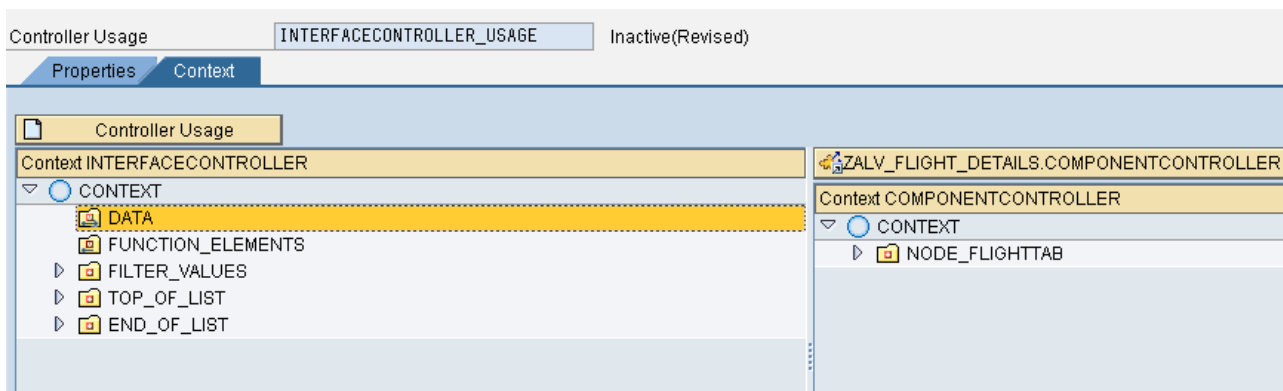 Controller Usage INTERFACECONTROLLER_USAGE Inactive(Revised)
Properties Context
Controller Usage
Context INTERFACECONTROLLER
CONTEXT
DATA
FUNCTION_ELEMENTS
FILTER_VALUES
TOP_OF_LIST
END_OF_LIST
ZALV_FLIGHT_DETAILS.COMPONENTCONTROLLER
Context COMPONENTCONTROLLER
CONTEXT
NODE_FLIGHTTAB